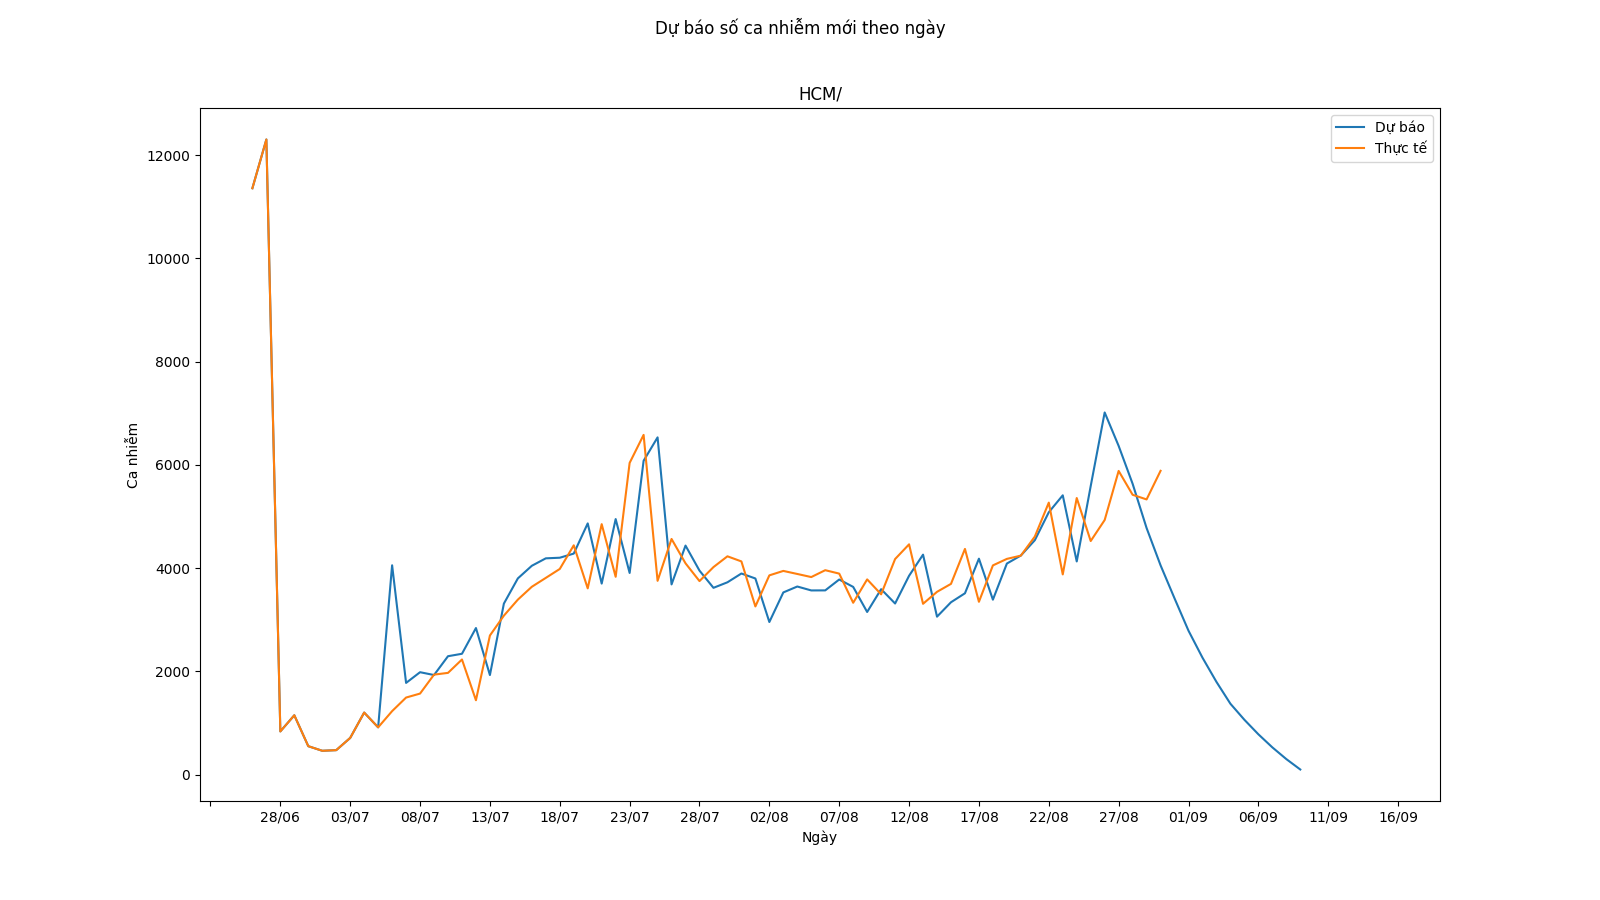 Dự báo số ca nhiễm mới theo ngày
HCM/
Dự báo
Thực tế
12000
10000
8000
6000
4000
2000
0
Ca nhiễm
28/06 03/07 08/07 13/07 18/07 23/07 28/07 02/08 07/08 12/08 17/08 22/08 27/08 01/09 06/09 11/09 16/09
Ngày